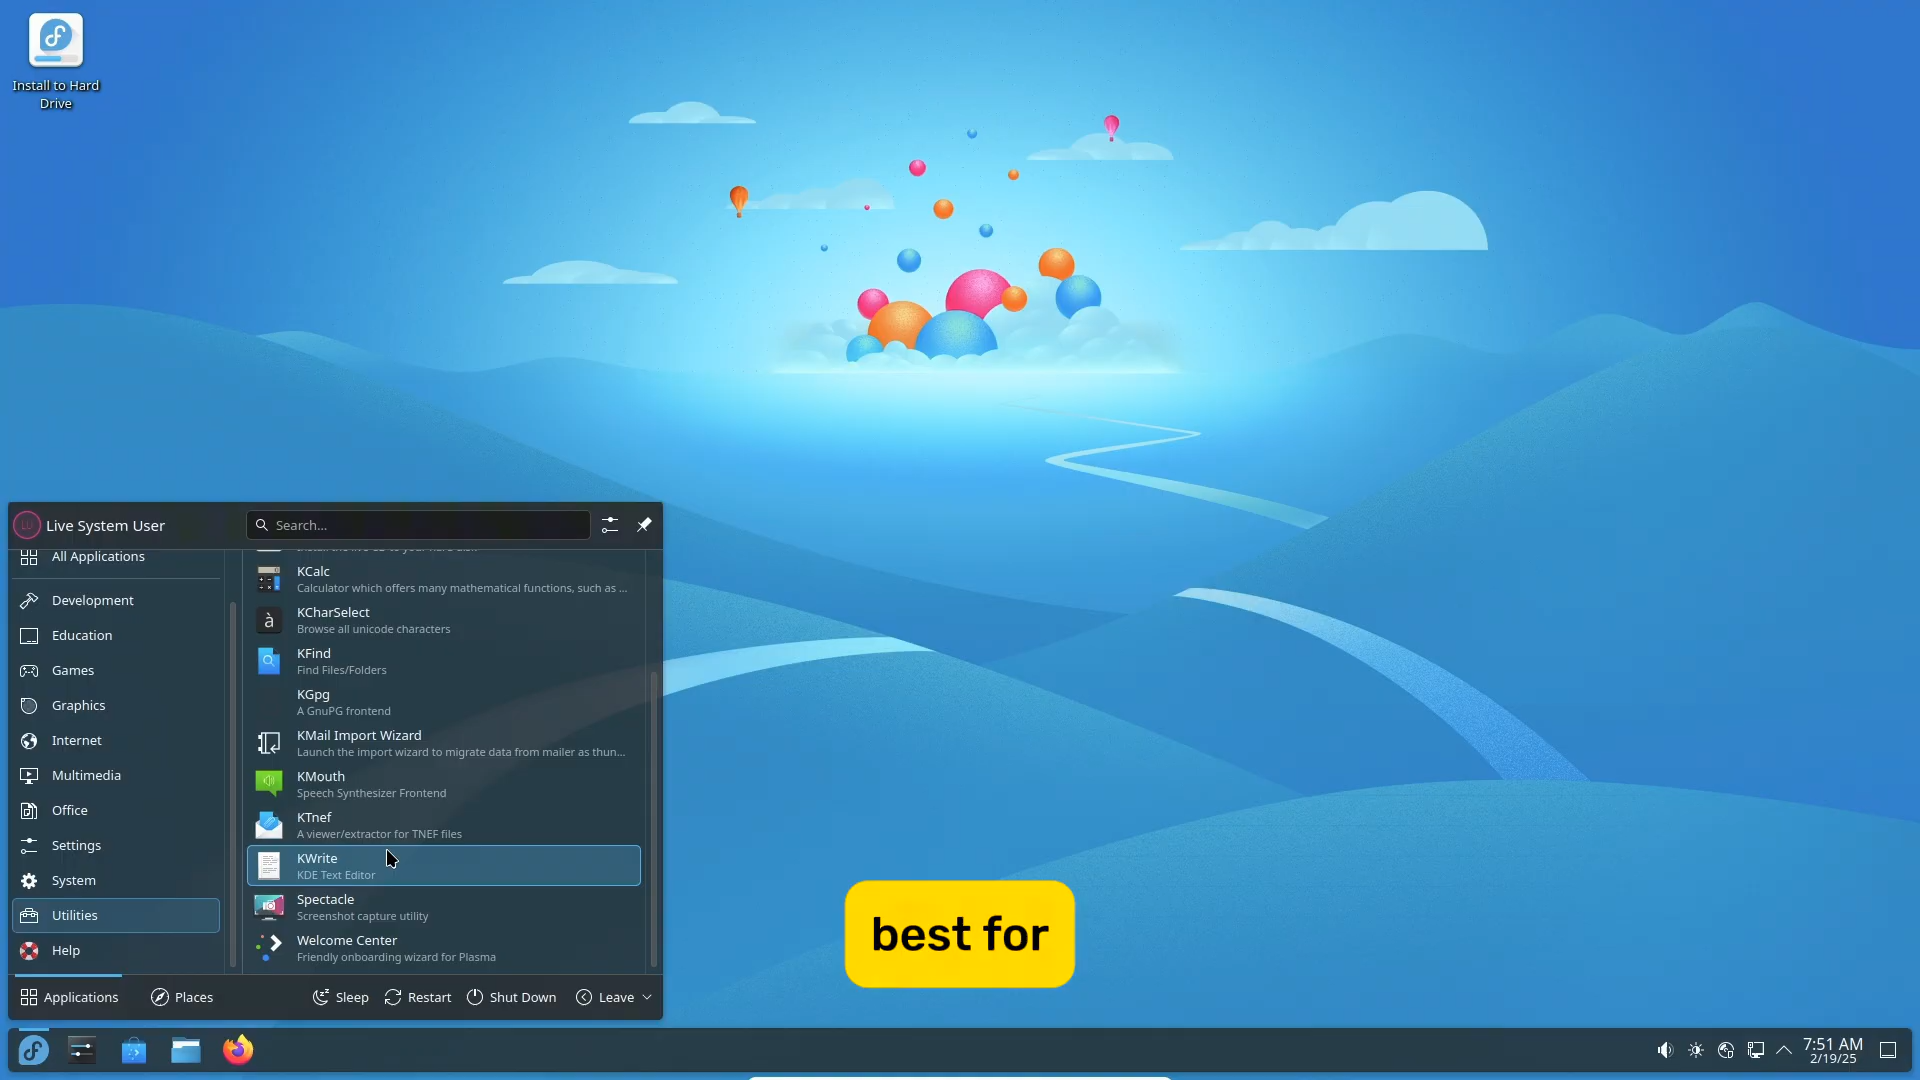 Install to Hard
Drive
Live System User
Search...
All Applications
Development
Education
Games
Graphics
Internet
Multimedia
Office
Settings
System
Utilities
Help
KCalc
Calculator which offers many mathematical functions, such as ...
KCharSelect
Browse all unicode characters
KFind
Find Files/Folders
KGpg
A GnuPG frontend
KMail Import Wizard
Launch the import wizard to migrate data from mailer as thun...
KMouth
Speech Synthesizer Frontend
KTnef
A viewer/extractor for TNEF files
KWrite
KDE Text Editor
Spectacle
Screenshot capture utility
Welcome Center
Friendly onboarding wizard for Plasma
Applications
Places
Sleep
Restart
Shut Down
Leave
best for
7:51 AM
2/19/25